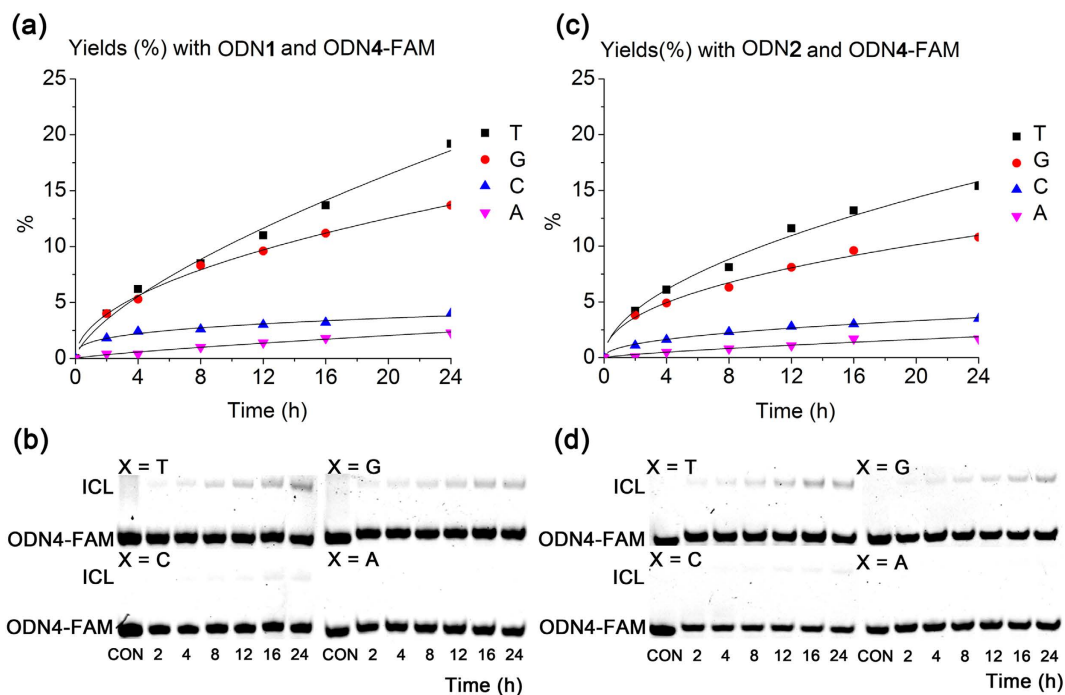 (a)
Yields (%) with ODN1 and ODN4-FAM
25
20
15
10
5
0
%
0 4 8 12 16 20 24
Time (h)
T
G
C
A
(c)
Yields(%) with ODN2 and ODN4-FAM
25
20
15
10
5
0
%
0 4 8 12 16 20 24
Time (h)
T
G
C
A
(b)
X = T X = G
ICL
ODN4-FAM
X = C X = A
ICL
ODN4-FAM
CON 2 4 8 12 16 24 CON 2 4 8 12 16 24
Time (h)
(d)
X = T X = G
ICL
ODN4-FAM
X = C X = A
ICL
ODN4-FAM
CON 2 4 8 12 16 24 CON 2 4 8 12 16 24
Time (h)